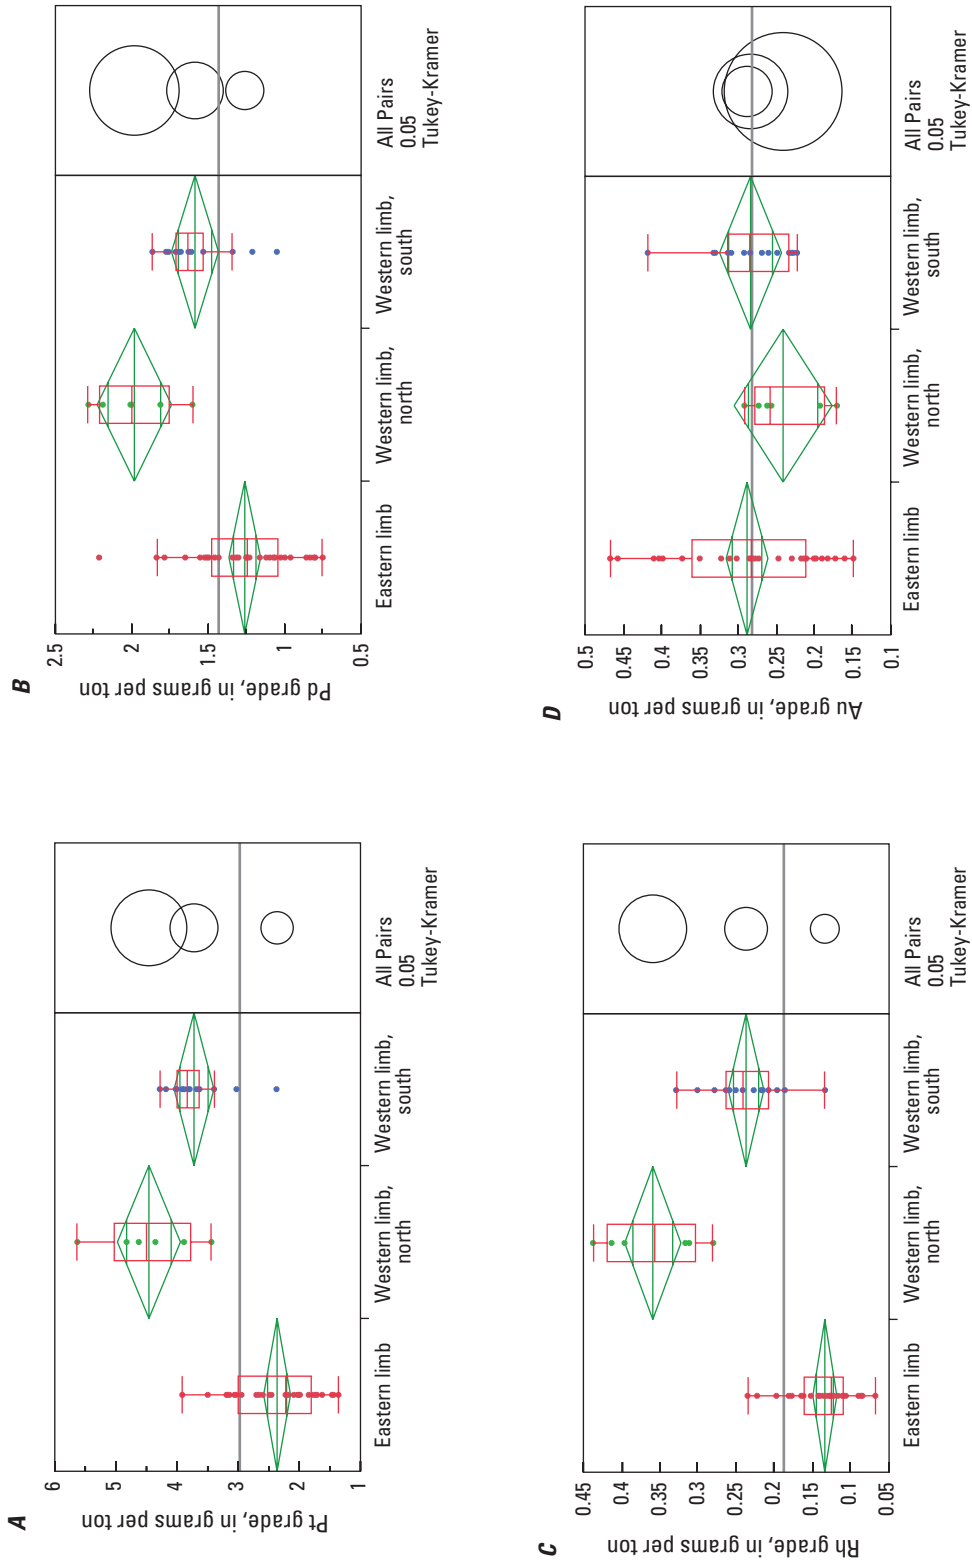 A
Pt grade, in grams per ton
6
5
4
3
2
1
Eastern limb
Western limb,
north
Western limb,
south
All Pairs
0.05
Tukey-Kramer
B
Pd grade, in grams per ton
2.5
2
1.5
1
0.5
Eastern limb
Western limb,
north
Western limb,
south
All Pairs
0.05
Tukey-Kramer
C
Rh grade, in grams per ton
0.45
0.4
0.35
0.3
0.25
0.2
0.15
0.1
0.05
Eastern limb
Western limb,
north
Western limb,
south
All Pairs
0.05
Tukey-Kramer
D
Au grade, in grams per ton
0.5
0.45
0.4
0.35
0.3
0.25
0.2
0.15
0.1
Eastern limb
Western limb,
north
Western limb,
south
All Pairs
0.05
Tukey-Kramer